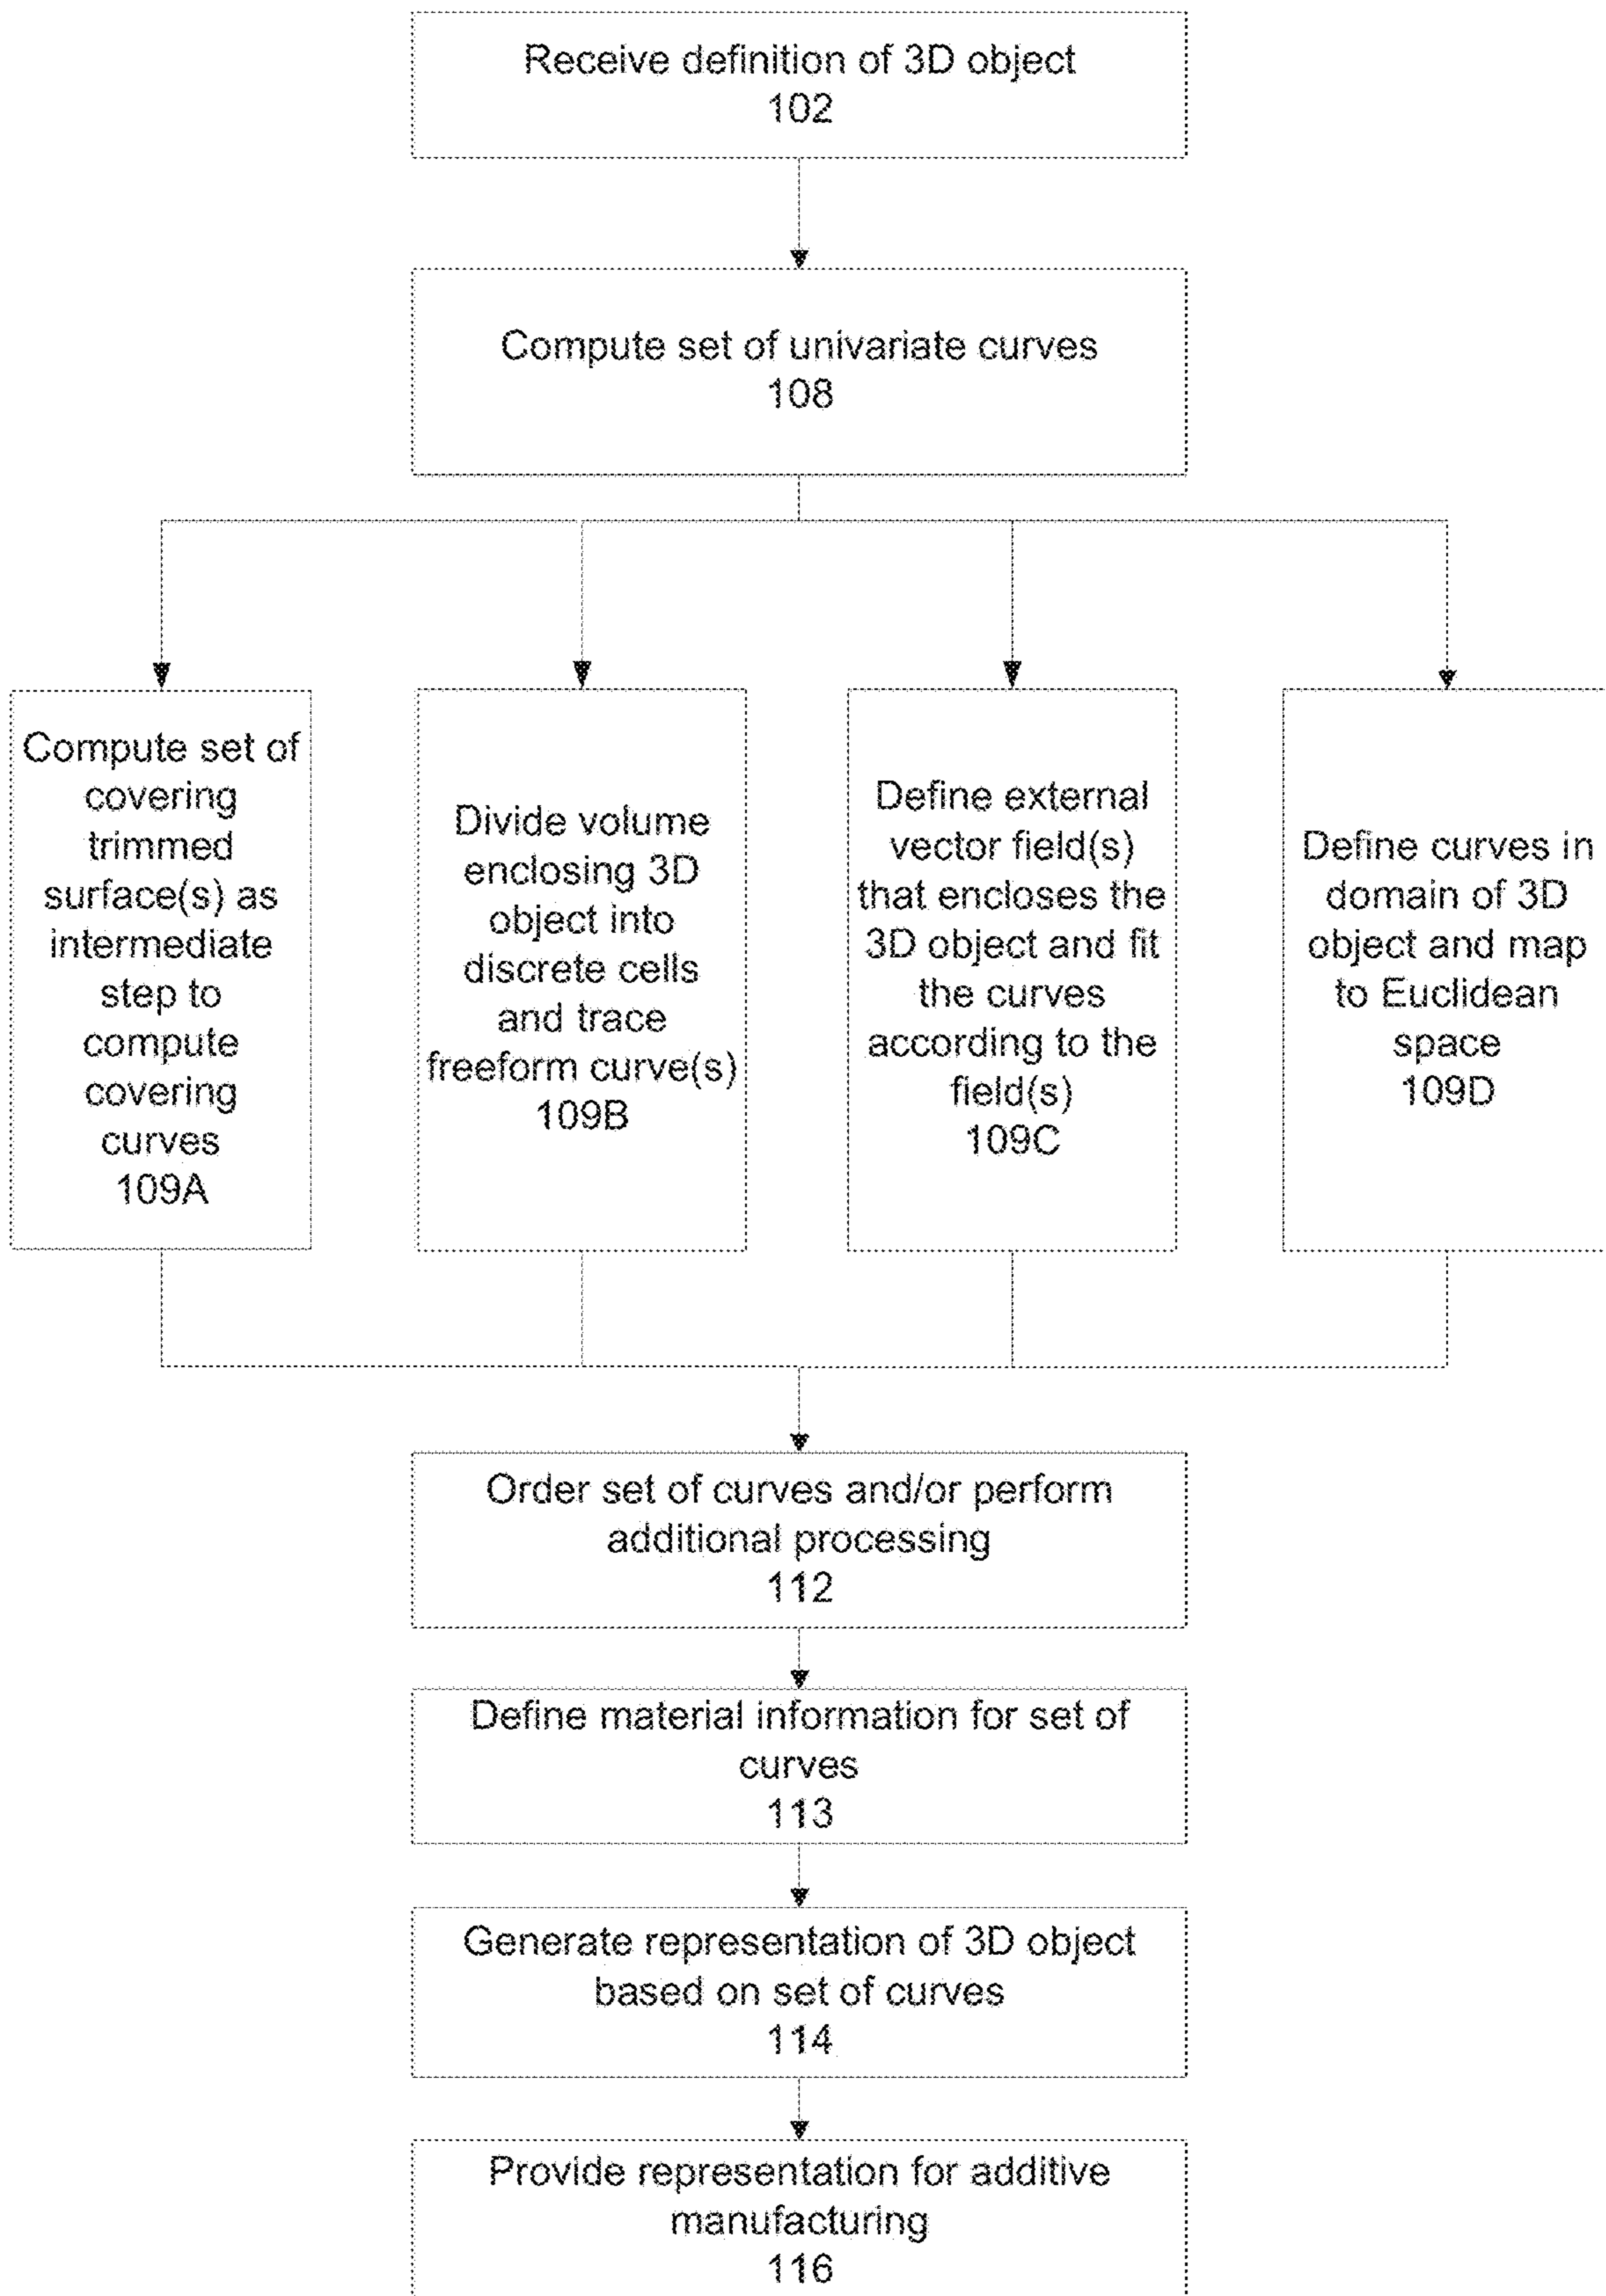 Receive definition of 3D object
102
Compute set of univariate curves
108
Compute set of
covering
trimmed
surface(s) as
intermediate
step to
compute
covering
curves
109A
Divide volume
enclosing 3D
object into
discrete cells
and trace
freeform curve(s)
109B
Define external
vector field(s)
that encloses the
3D object and fit
the curves
according to the
field(s)
109C
Define curves in
domain of 3D
object and map
to Euclidean
space
109D
Order set of curves and/or perform
additional processing
112
Define material information for set of
curves
113
Generate representation of 3D object
based on set of curves
114
Provide representation for additive
manufacturing
116